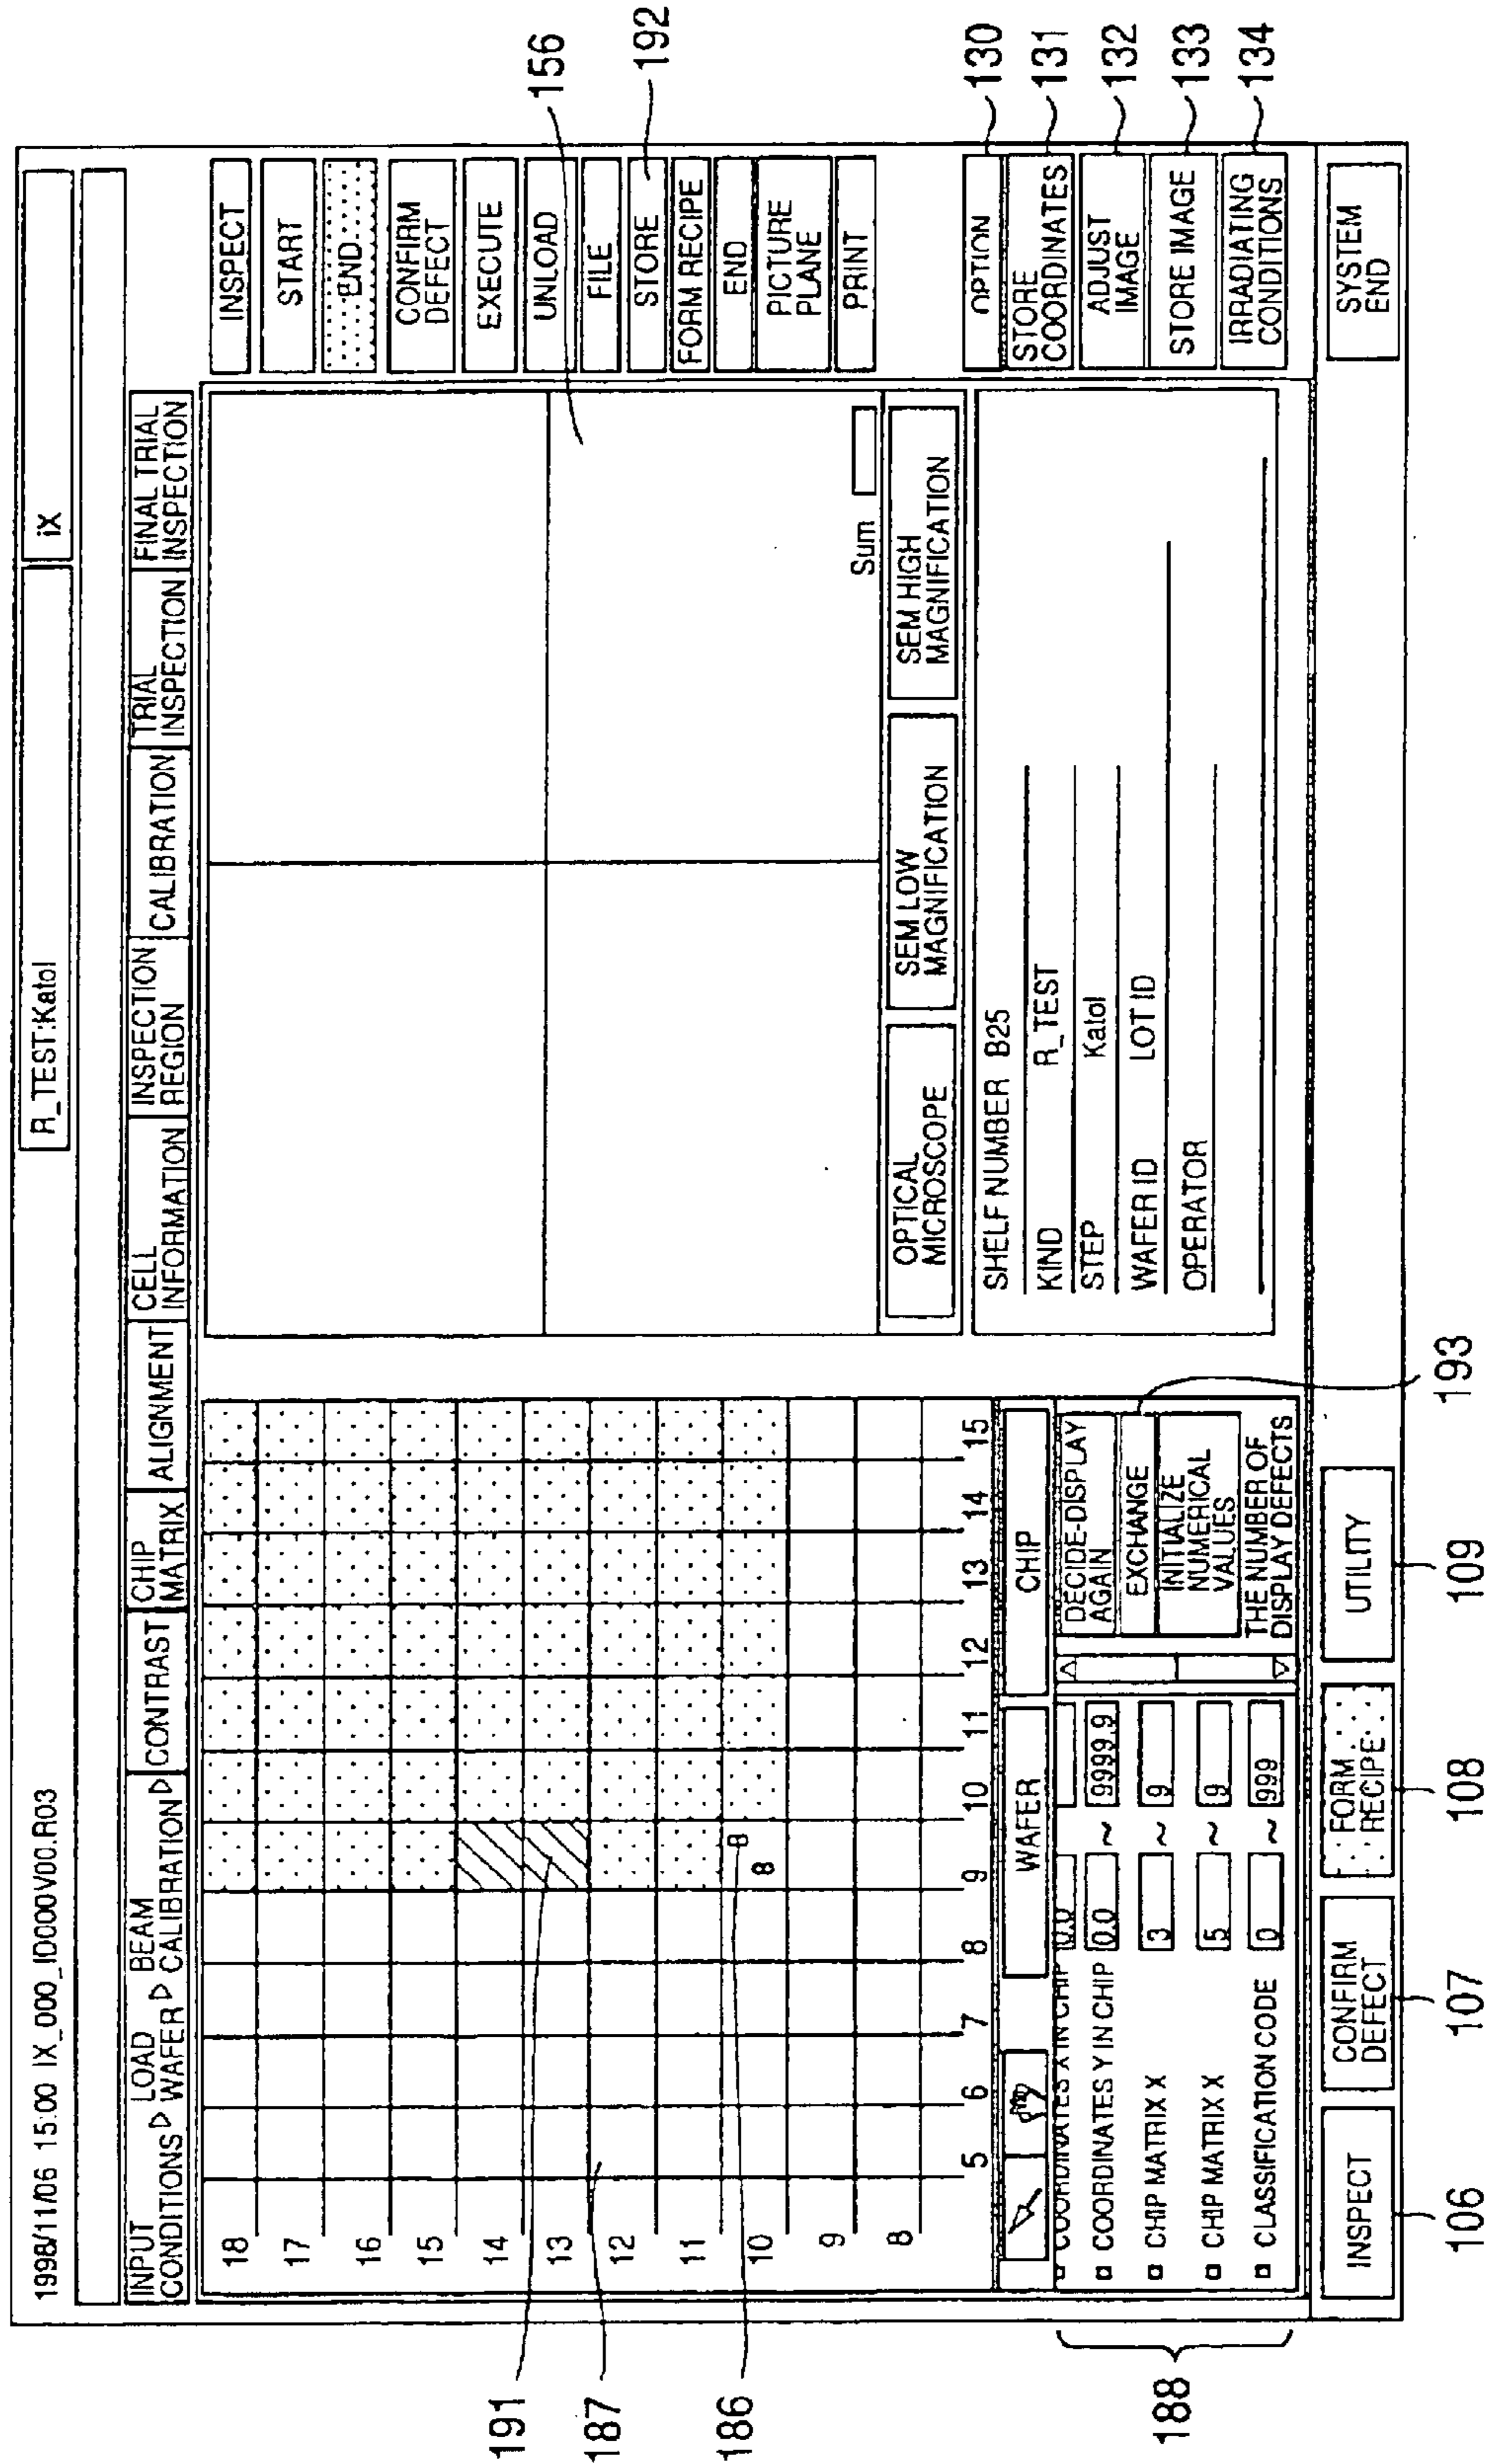 1998/11/06 15:00 IX_000_ID000V00.R03
R_TEST:Katol
iX
INPUT
CONDITIONS
LOAD
WAFER
BEAM
CALIBRATION
CONTRAST
CHIP
MATRIX
ALIGNMENT
CELL
INFORMATION
INSPECTION
REGION
CALIBRATION
TRIAL
INSPECTION
FINAL TRIAL
INSPECTION
18
17
16
15
14
13
12
11
10
9
8
5 6 7 8 9 10 11 12 13 14 15
8
8
WAFER
CHIP
COORDINATES X IN CHIP 0.0
COORDINATES Y IN CHIP 0.0 ~ 9999.9
CHIP MATRIX X 3 ~ 9
CHIP MATRIX X 5 ~ 9
CLASSIFICATION CODE 0 ~ 999
DECIDE-DISPLAY
AGAIN
EXCHANGE
INITIALIZE
NUMERICAL
VALUES
THE NUMBER OF
DISPLAY DEFECTS
Sum
OPTICAL
MICROSCOPE
SEM LOW
MAGNIFICATION
SEM HIGH
MAGNIFICATION
SHELF NUMBER B25
KIND R_TEST
STEP Katol
WAFER ID LOT ID
OPERATOR
INSPECT
START
END
CONFIRM
DEFECT
EXECUTE
UNLOAD
FILE
STORE
FORM RECIPE
END
PICTURE
PLANE
PRINT
OPTION
STORE
COORDINATES
ADJUST
IMAGE
STORE IMAGE
IRRADIATING
CONDITIONS
INSPECT
CONFIRM
DEFECT
FORM
RECIPE
UTILITY
SYSTEM
END
156
192
130
131
132
133
134
191
187
186
188
106
107
108
109
193